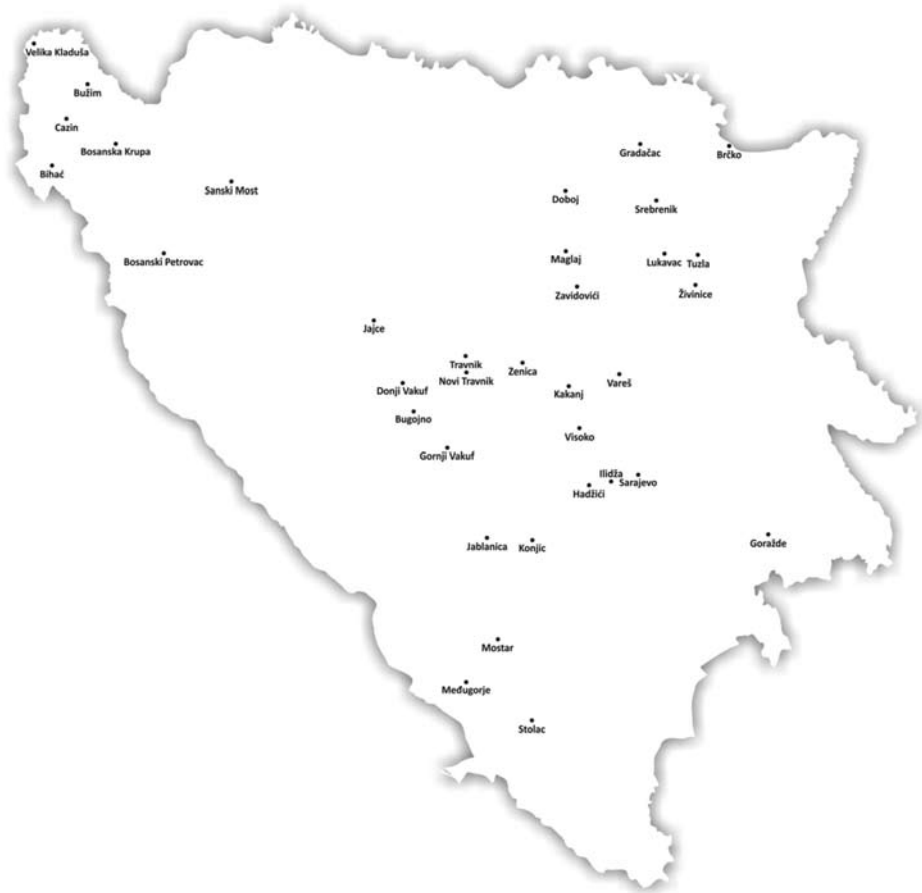 Velika Kladuša
Bužim
Cazin
Bosanska Krupa
Bihać
Sanski Most
Bosanski Petrovac
Gradačac
Brčko
Doboj
Srebrenik
Maglaj
Lukavac
Tuzla
Zavidovići
Živinice
Jajce
Travnik
Novi Travnik
Zenica
Donji Vakuf
Kakanj
Vareš
Bugojno
Visoko
Gornji Vakuf
Ilidža
Sarajevo
Hadžići
Jablanica
Konjic
Goražde
Mostar
Međugorje
Stolac